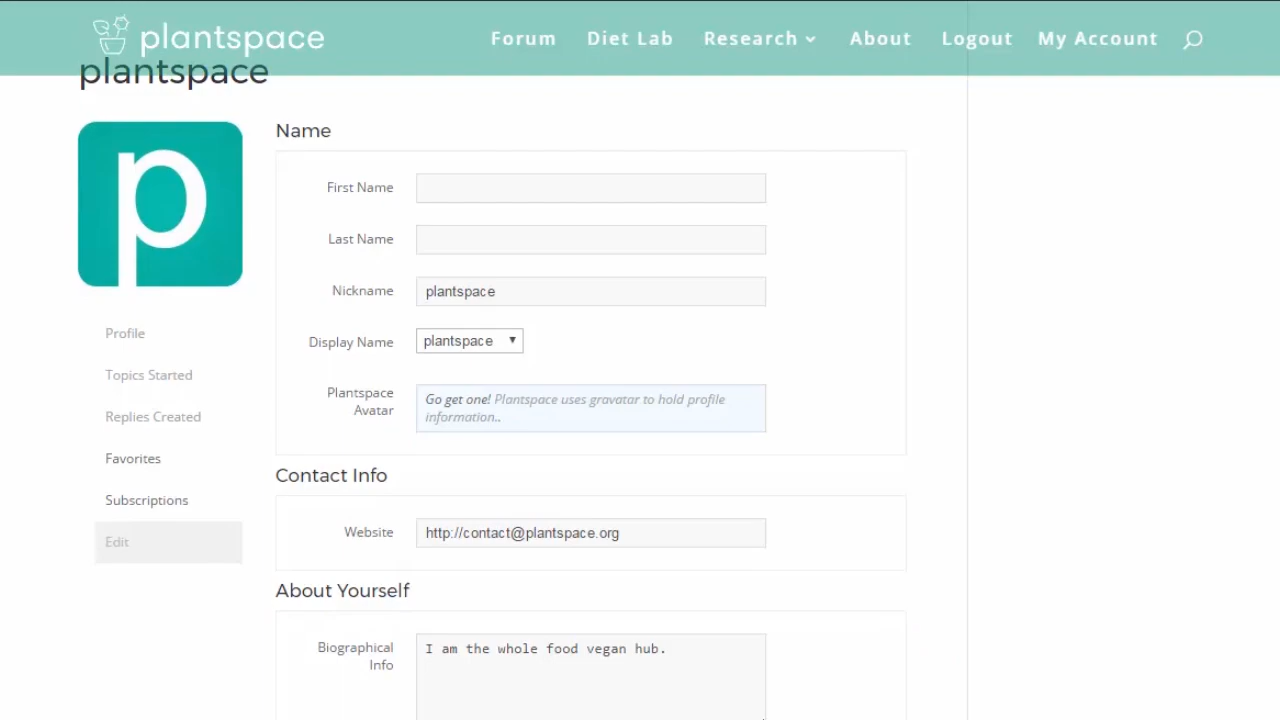 plantspace
Forum Diet Lab Research About Logout My Account
plantspace
p
Profile
Topics Started
Replies Created
Favorites
Subscriptions
Edit
Name
First Name
Last Name
Nickname plantspace
Display Name plantspace
Plantspace
Avatar
Go get one! Plantspace uses gravatar to hold profile
information..
Contact Info
Website http://contact@plantspace.org
About Yourself
Biographical
Info
I am the whole food vegan hub.